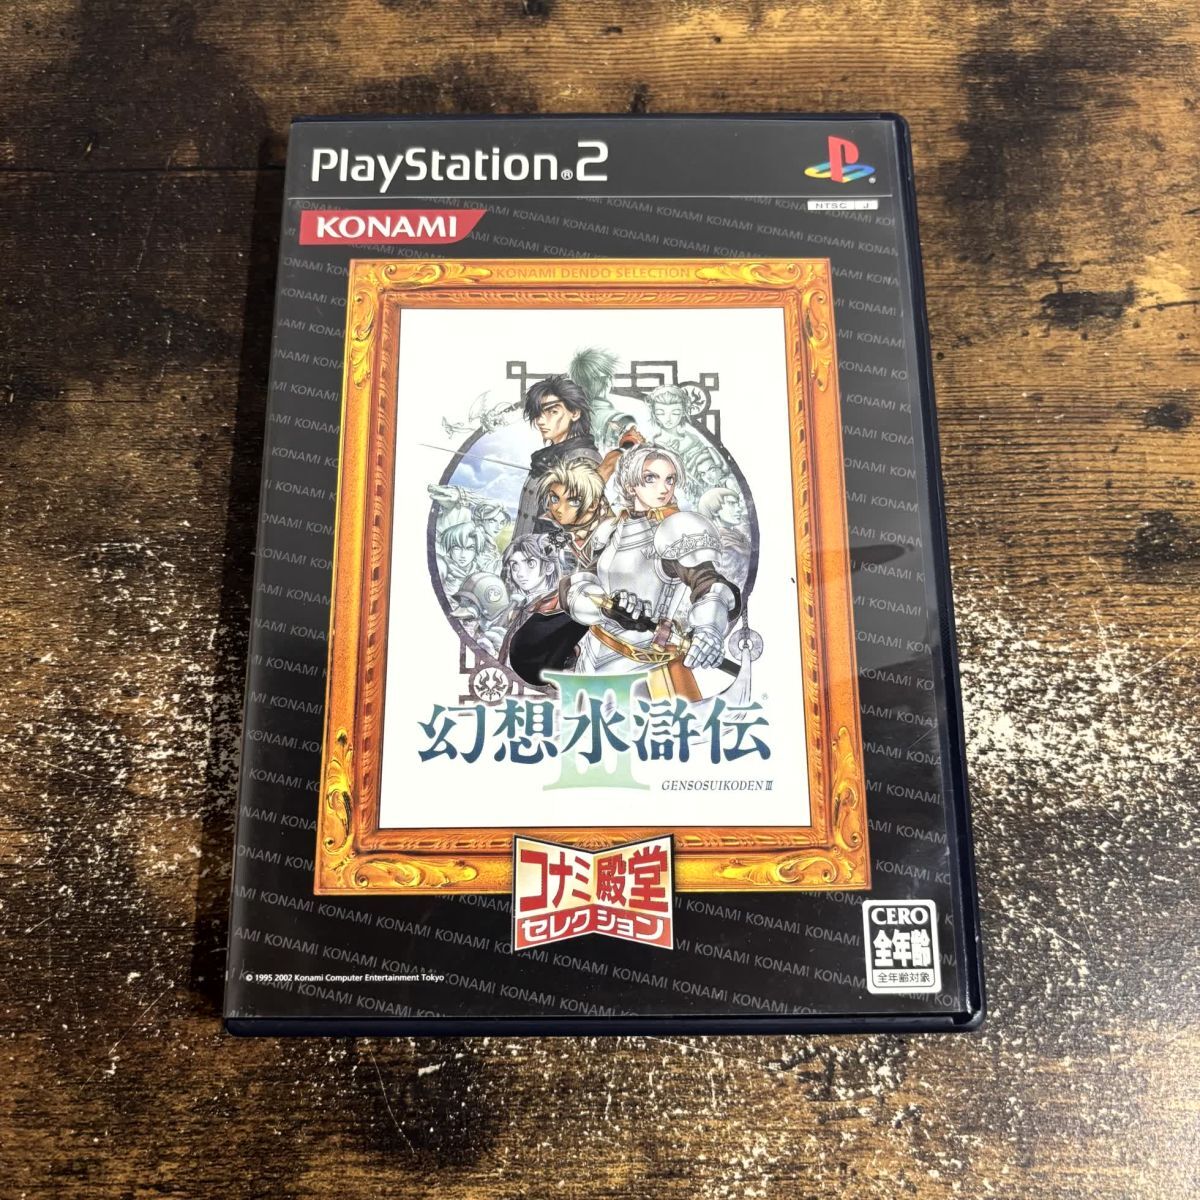 PlayStation®2
NTSC J
KONAMI
KONAMI DENDO SELECTION
III
幻想水滸伝®
GENSOSUIKODEN III
コナミ殿堂
セレクション
CERO
全年齢
全年齢対象
© 1995 2002 Konami Computer Entertainment Tokyo